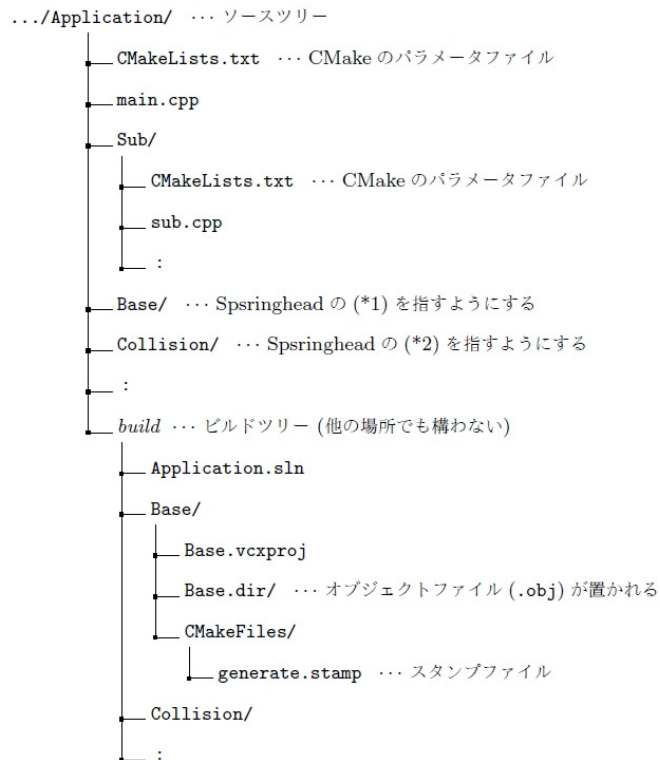 .../Application/ ··· ソースツリー
CMakeLists.txt ··· CMake のパラメータファイル
main.cpp
Sub/
CMakeLists.txt ··· CMake のパラメータファイル
sub.cpp
:
Base/ ··· Spsringhead の (*1) を指すようにする
Collision/ ··· Spsringhead の (*2) を指すようにする
:
build ··· ビルドツリー (他の場所でも構わない)
Application.sln
Base/
Base.vcxproj
Base.dir/ ··· オブジェクトファイル (.obj) が置かれる
CMakeFiles/
generate.stamp ··· スタンプファイル
Collision/
: